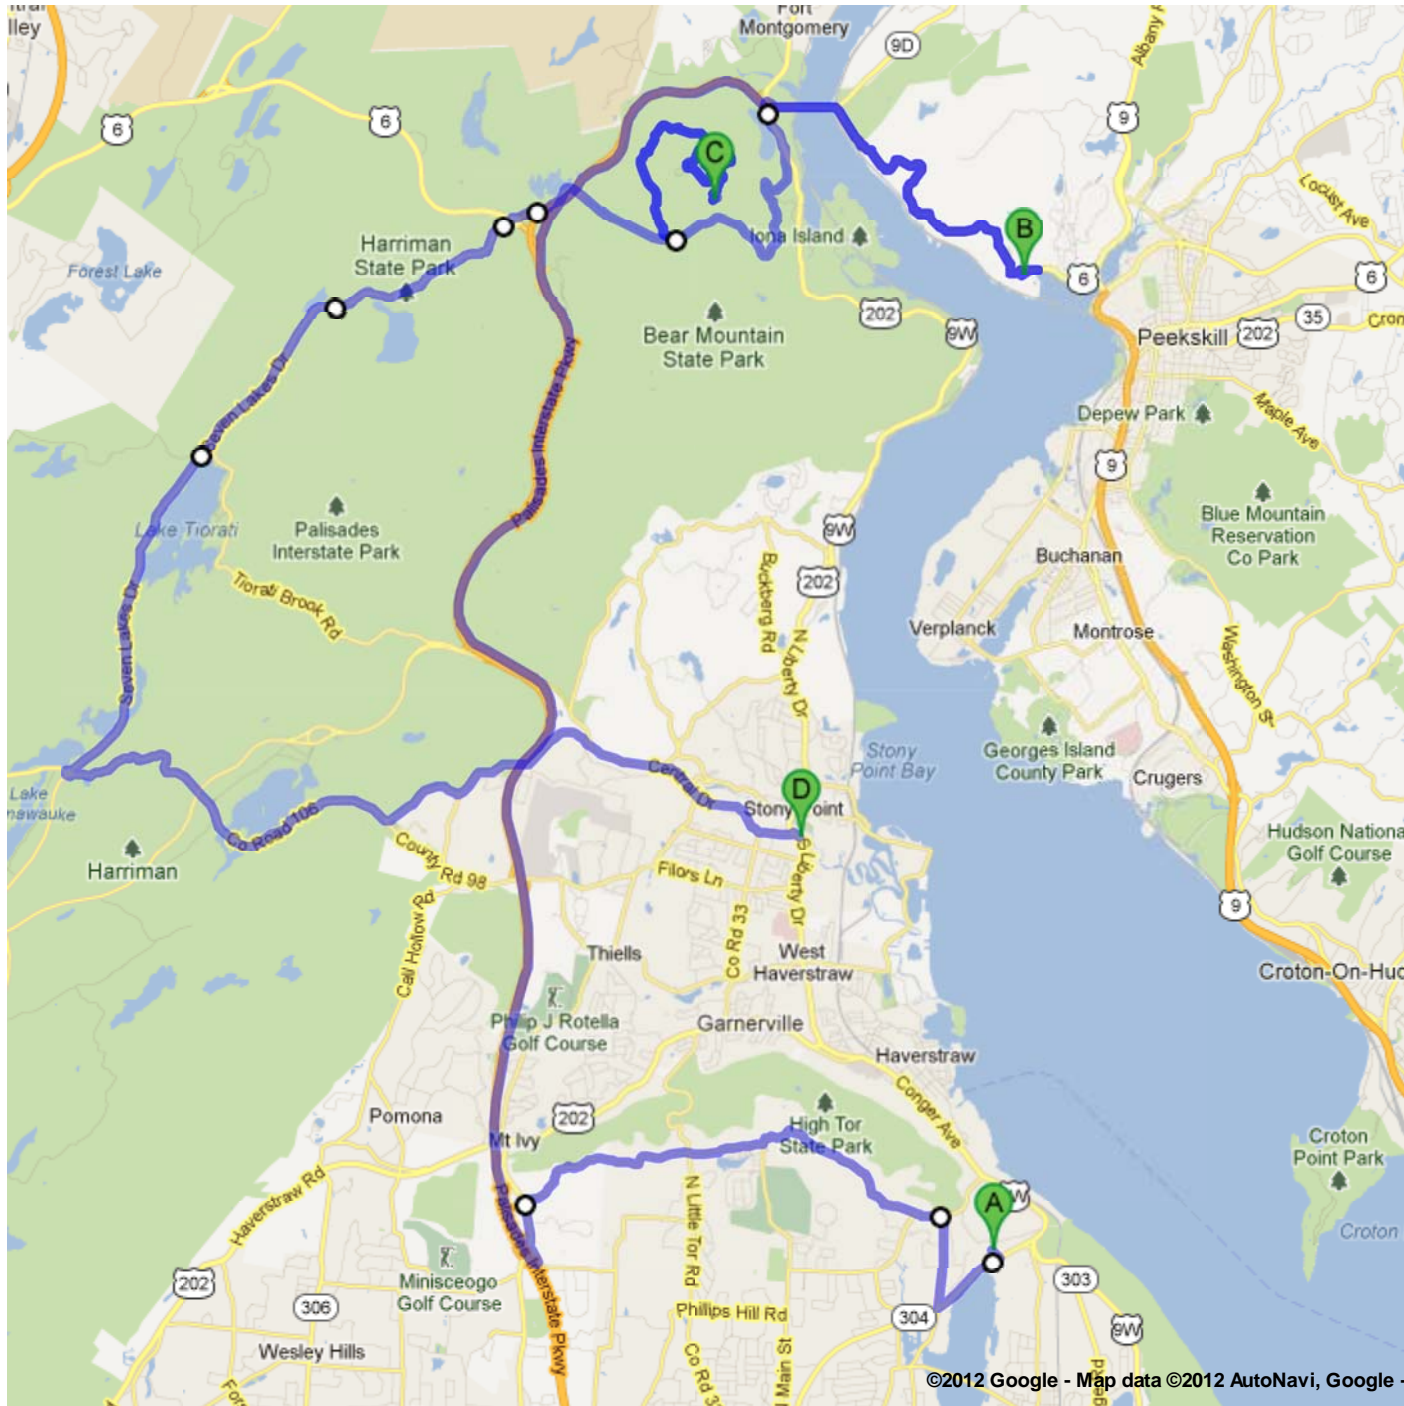 ntral
lley
Fort
Montgomery
9D
Albany
6
6
9
C
Locust Ave
Harriman
State Park
Iona Island
B
6
6
Forest Lake
202
35
Bear Mountain
State Park
9W
Peekskill
202
Cron
Seven Lakes Dr
Palisades Interstate Pkwy
Depew Park
Maple Ave
9
Palisades
Interstate Park
Lake Tiorati
9W
Blue Mountain
Reservation
Co Park
Buckberg Rd
Buchanan
202
Tiorati Brook Rd
Verplanck
Montrose
Seven Lakes Dr
N Liberty Dr
Washington St
Stony
Point Bay
Georges Island
County Park
Crugers
Central Dr
D
Stony Point
Lake
nawauke
Co Road 106
Hudson Nationa
Golf Course
Harriman
County Rd 98
Filors Ln
S Liberty Dr
Call Hollow Rd
Co Rd 33
9
Thiells
West
Haverstraw
Croton-On-Hud
Philip J Rotella
Golf Course
Garnerville
Haverstraw
Conger Ave
Pomona
202
High Tor
State Park
Mt Ivy
Croton
Point Park
Haverstraw Rd
N Little Tor Rd
A
W
Croton
Palisades Interstate Pkwy
202
Minisceogo
Golf Course
303
306
Phillips Hill Rd
304
9W
Wesley Hills
Co Rd 3
Main St
©2012 Google - Map data ©2012 AutoNavi, Google -